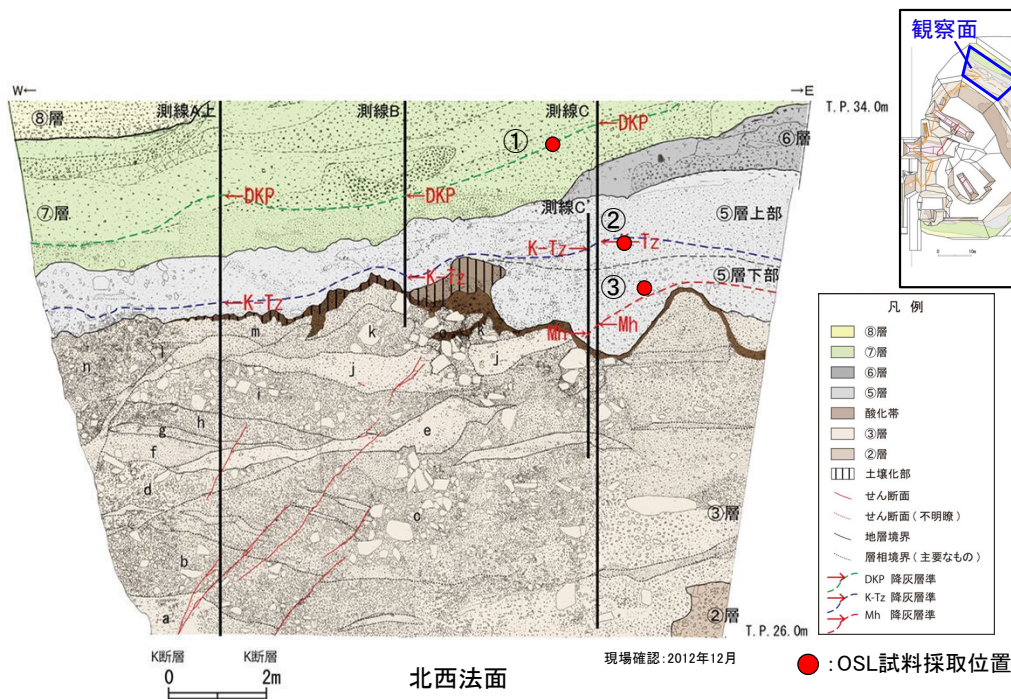 観察面
W←
→E
T.P. 34.0m
測線A上
測線B
測線C
⑧層
①
←DKP
⑥層
←DKP
←DKP
⑦層
測線C'
②
⑤層上部
K-Tz→
←Tz
←K-Tz
③
⑤層下部
←K-Tz
Mh→
←Mh
m
k
k
l
j
j
n
i
h
g
e
f
d
c
③層
b
a
②層
T.P. 26.0m
K断層
K断層
0
2m
北西法面
現場確認:2012年12月
凡 例
⑧層
⑦層
⑥層
⑤層
酸化帯
③層
②層
土壌化部
せん断面
せん断面(不明瞭)
地層境界
層相境界(主要なもの)
DKP 降灰層準
K-Tz 降灰層準
Mh 降灰層準
:OSL試料採取位置